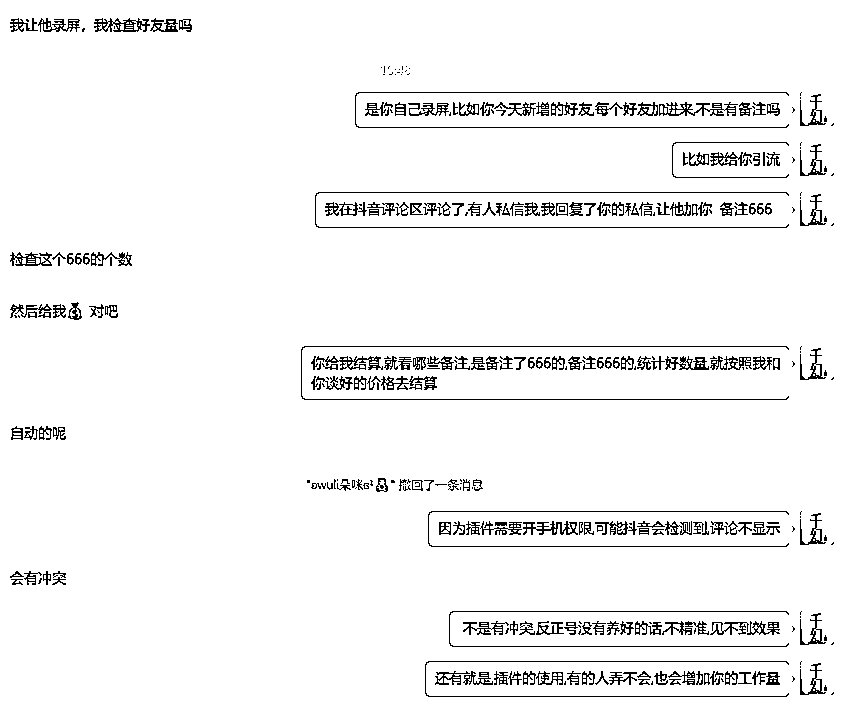 我让他录屏，我检查好友量吗
16:48
是你自己录屏,比如你今天新增的好友,每个好友加进来,不是有备注吗
比如我给你引流
我在抖音评论区评论了,有人私信我,我回复了你的私信,让他加你 备注666
检查这个666的个数
然后给我💰 对吧
你给我结算,就看哪些备注,是备注了666的,备注666的,统计好数量,就按照我和
你谈好的价格去结算
自动的呢
撤回了一条消息
因为插件需要开手机权限,可能抖音会检测到,评论不显示
会有冲突
不是有冲突,反正号没有养好的话,不精准,见不到效果
还有就是,插件的使用,有的人弄不会,也会增加你的工作量